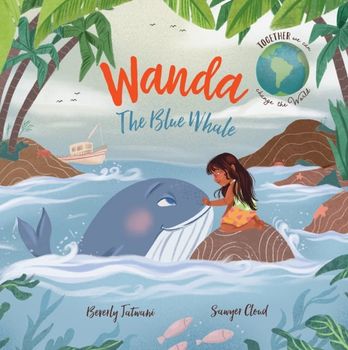 TOGETHER we can
change the World
Wanda
The Blue Whale
Beverly Jatwani
Sawyer Cloud